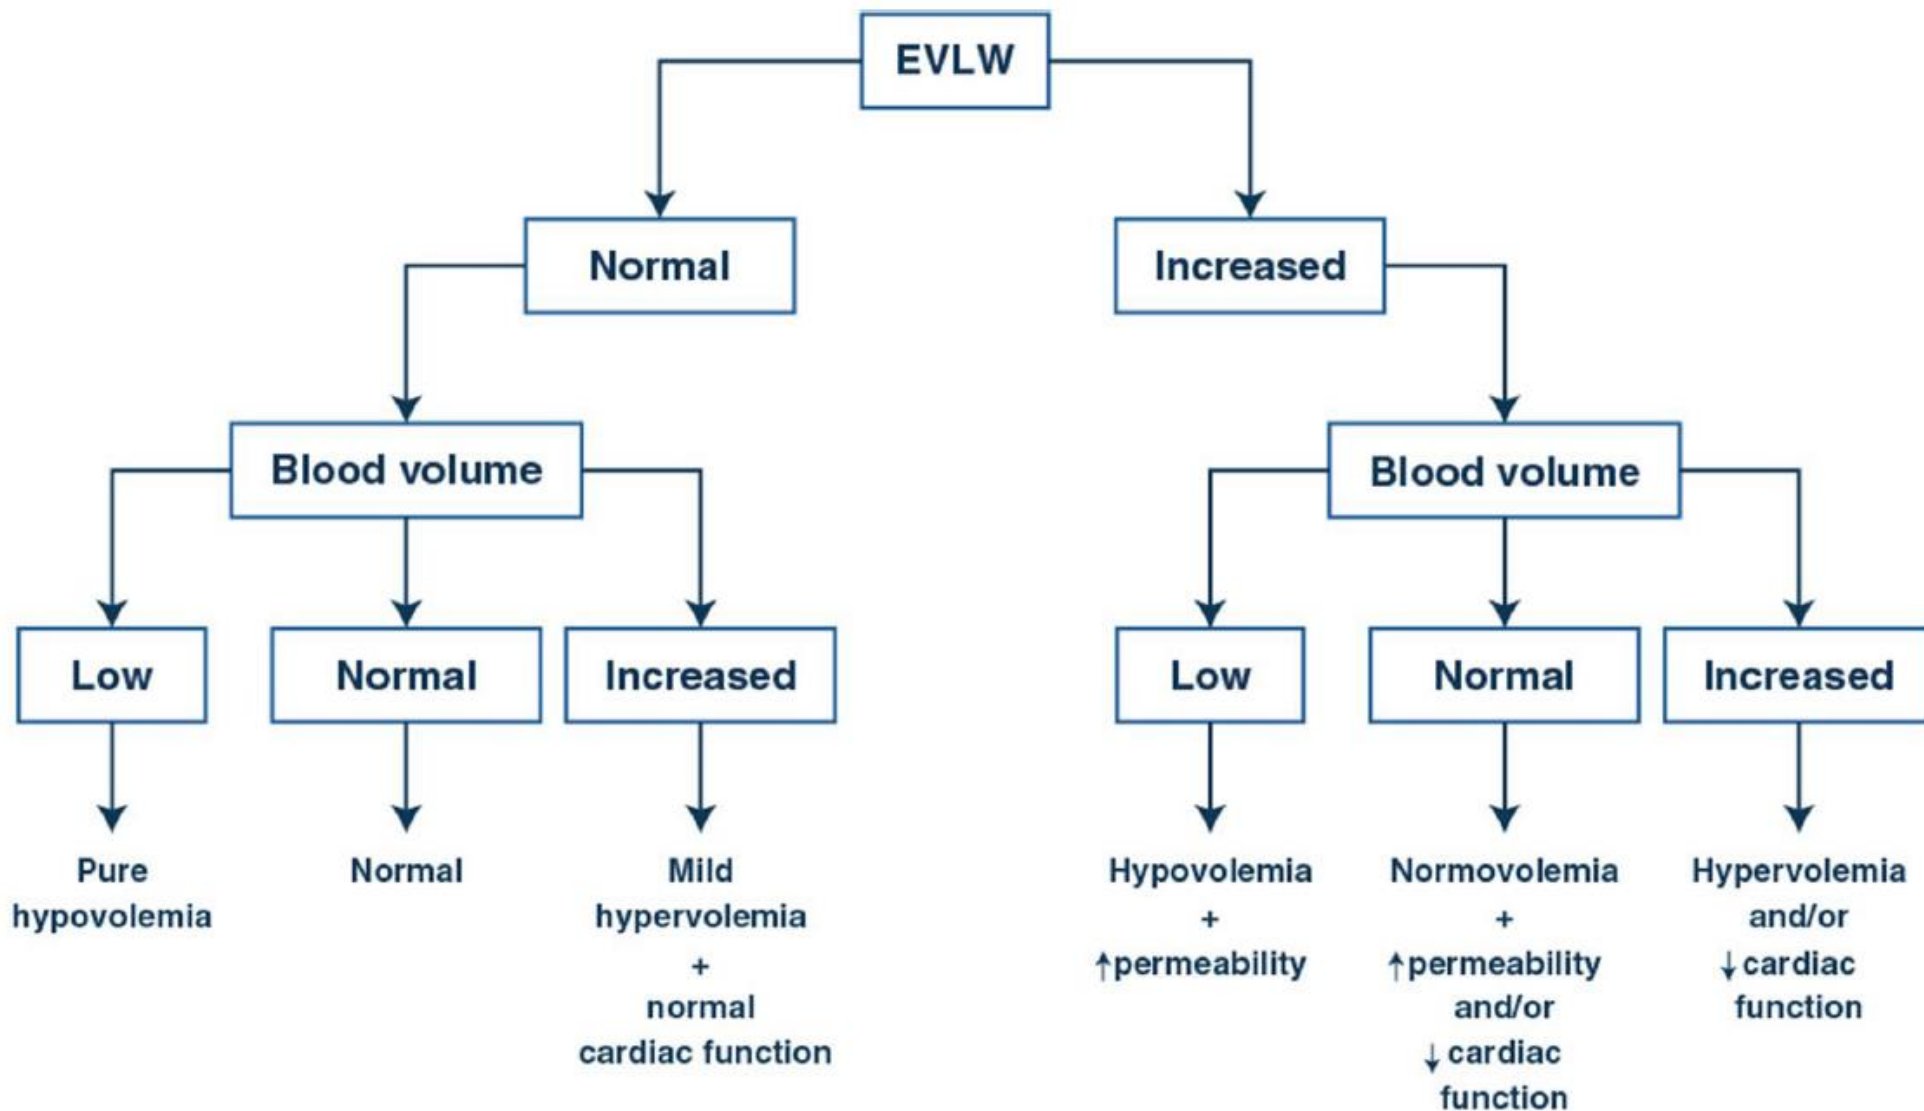 EVLW
Normal
Increased
Blood volume
Blood volume
Low
Normal
Increased
Low
Normal
Increased
Pure
hypovolemia
Normal
Mild
hypervolemia
+
normal
cardiac function
Hypovolemia
+
↑permeability
Normovolemia
+
↑permeability
and/or
↓cardiac
function
Hypervolemia
and/or
↓cardiac
function